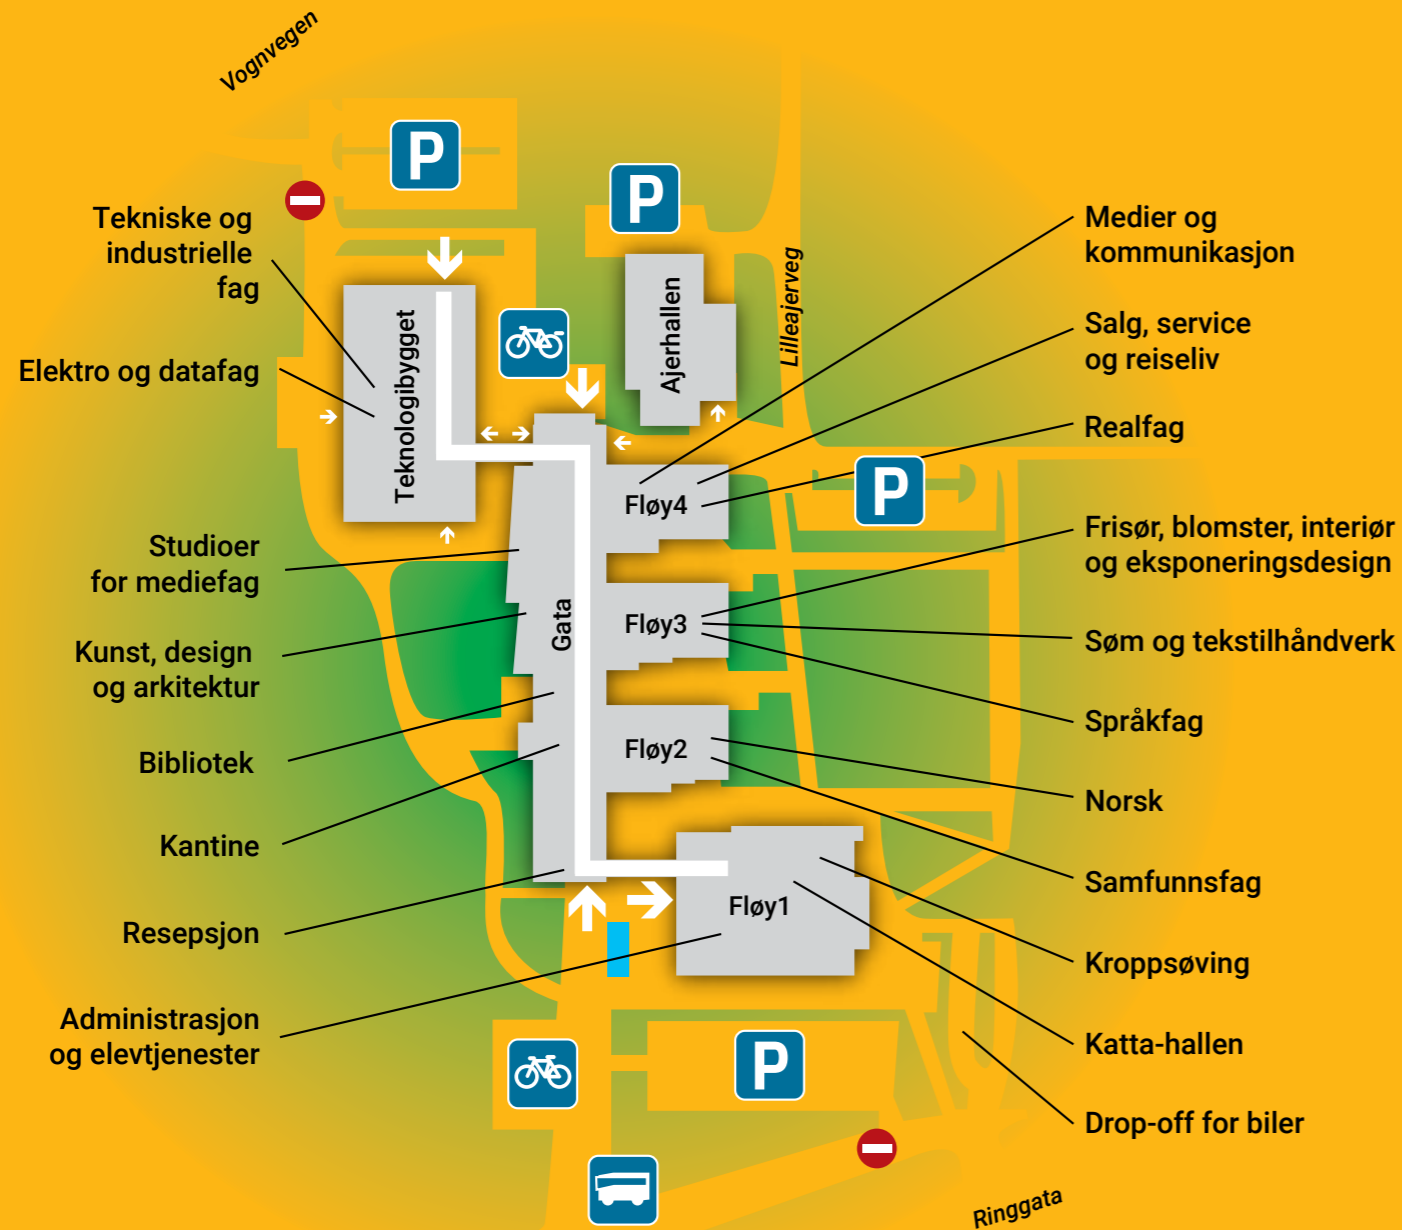 Vognvegen
P
P
Tekniske og
industrielle
fag
Elektro og datafag
Studioer
for mediefag
Kunst, design
og arkitektur
Bibliotek
Kantine
Resepsjon
Administrasjon
og elevtjenester
Teknologibygget
Ajerhallen
Lilleajerveg
Gata
Fløy4
Fløy3
Fløy2
Fløy1
P
Medier og
kommunikasjon
Salg, service
og reiseliv
Realfag
Frisør, blomster, interiør
og eksponeringsdesign
Søm og tekstilhåndverk
Språkfag
Norsk
Samfunnsfag
Kroppsøving
Katta-hallen
Drop-off for biler
P
Ringgata